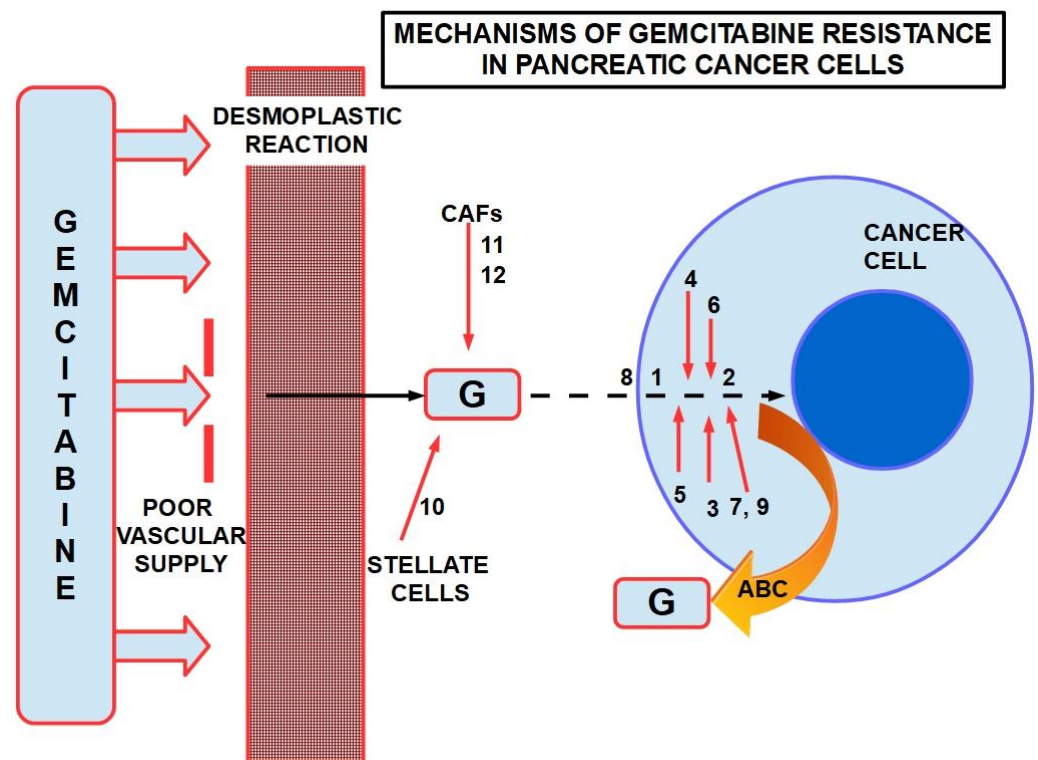 MECHANISMS OF GEMCITABINE RESISTANCE
IN PANCREATIC CANCER CELLS
GEMCITABINE
DESMOPLASTIC
REACTION
POOR
VASCULAR
SUPPLY
CAFs
11
12
G
10
STELLATE
CELLS
CANCER
CELL
4
6
8 1 2
5
3 7, 9
ABC
G